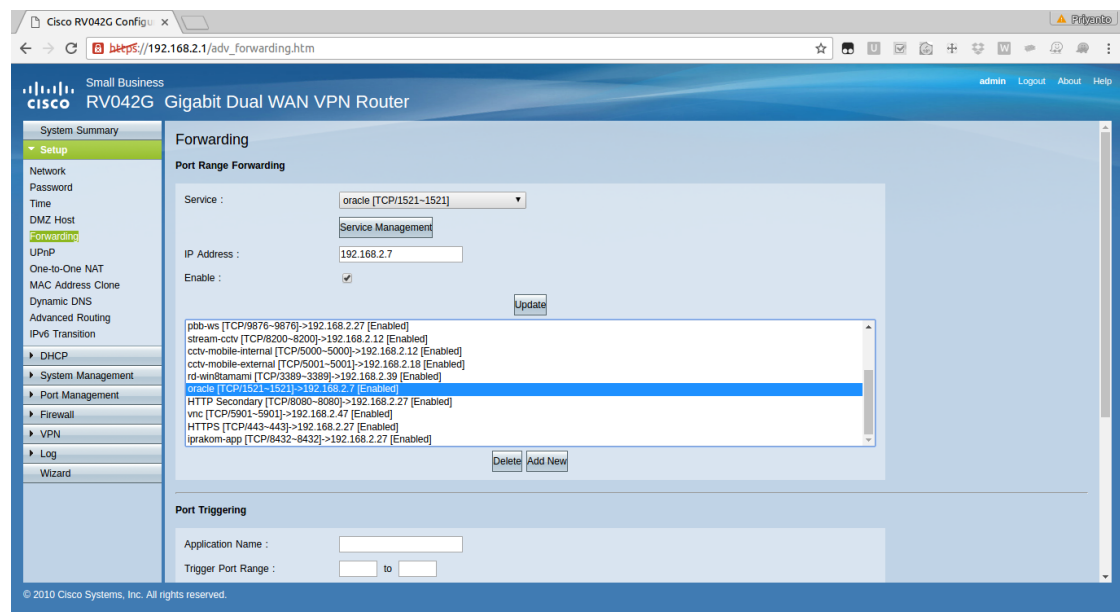 Cisco RV042G Configu
Priyanto
https://192.168.2.1/adv_forwarding.htm
Small Business
cisco RV042G Gigabit Dual WAN VPN Router
admin Logout About Help
System Summary
Setup
Network
Password
Time
DMZ Host
Forwarding
UPnP
One-to-One NAT
MAC Address Clone
Dynamic DNS
Advanced Routing
IPv6 Transition
DHCP
System Management
Port Management
Firewall
VPN
Log
Wizard
Forwarding
Port Range Forwarding
Service : oracle [TCP/1521~1521]
Service Management
IP Address : 192.168.2.7
Enable :
Update
pbb-ws [TCP/9876~9876]->192.168.2.27 [Enabled]
stream-cctv [TCP/8200~8200]->192.168.2.12 [Enabled]
cctv-mobile-internal [TCP/5000~5000]->192.168.2.12 [Enabled]
cctv-mobile-external [TCP/5001~5001]->192.168.2.18 [Enabled]
rd-win8tamami [TCP/3389~3389]->192.168.2.39 [Enabled]
oracle [TCP/1521~1521]->192.168.2.7 [Enabled]
HTTP Secondary [TCP/8080~8080]->192.168.2.27 [Enabled]
vnc [TCP/5901~5901]->192.168.2.47 [Enabled]
HTTPS [TCP/443~443]->192.168.2.27 [Enabled]
iprakom-app [TCP/8432~8432]->192.168.2.27 [Enabled]
Delete Add New
Port Triggering
Application Name :
Trigger Port Range : to
© 2010 Cisco Systems, Inc. All rights reserved.